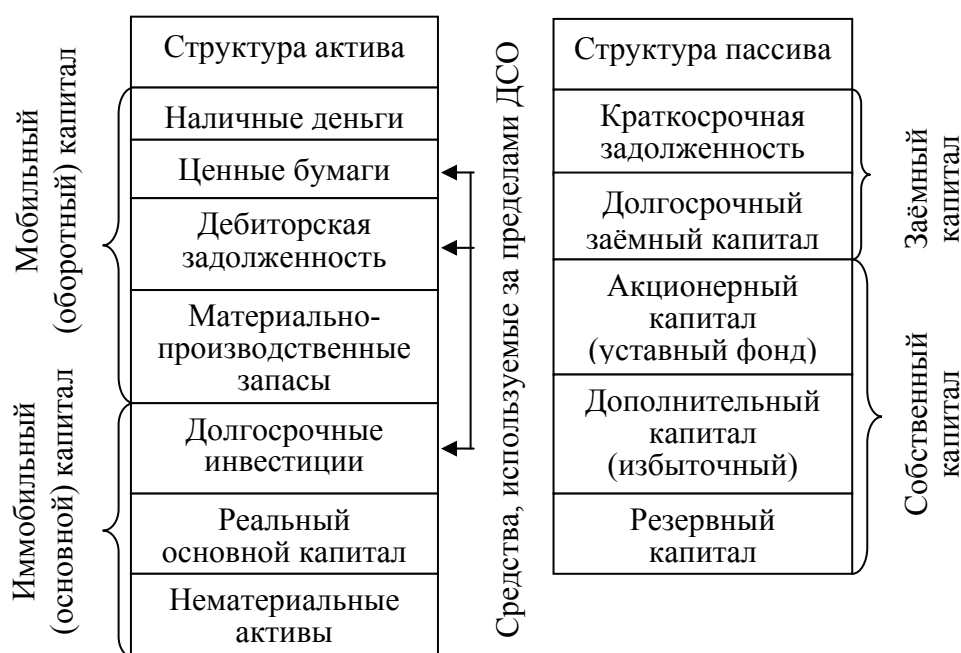 Мобильный
(оборотный) капитал
Иммобильный
(основной) капитал
Структура актива
Наличные деньги
Ценные бумаги
Дебиторская
задолженность
Материально-
производственные
запасы
Долгосрочные
инвестиции
Реальный
основной капитал
Нематериальные
активы
Средства, используемые за пределами ДСО
Структура пассива
Краткосрочная
задолженность
Долгосрочный
заёмный капитал
Акционерный
капитал
(уставный фонд)
Дополнительный
капитал
(избыточный)
Резервный
капитал
Заёмный
капитал
Собственный
капитал